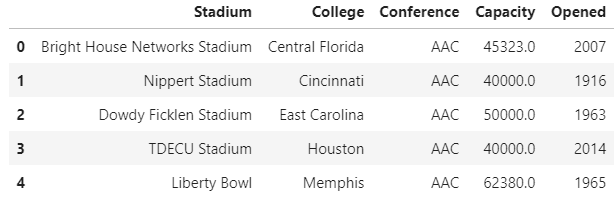 Stadium College Conference Capacity Opened
0 Bright House Networks Stadium Central Florida AAC 45323.0 2007
1 Nippert Stadium Cincinnati AAC 40000.0 1916
2 Dowdy Ficklen Stadium East Carolina AAC 50000.0 1963
3 TDECU Stadium Houston AAC 40000.0 2014
4 Liberty Bowl Memphis AAC 62380.0 1965